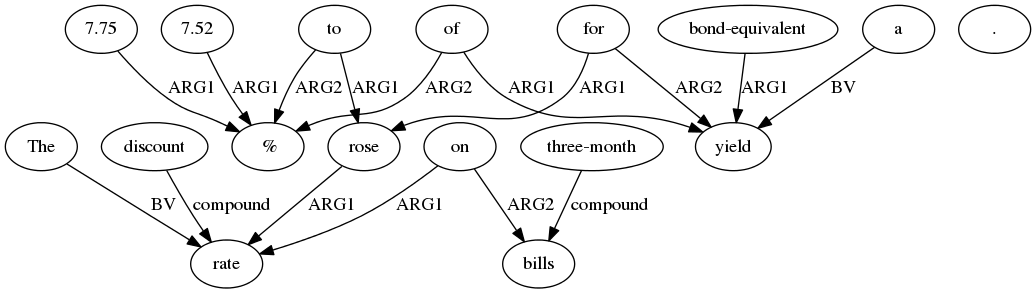 7.75 7.52 to of for bond-equivalent a .
ARG1 ARG1 ARG2 ARG1 ARG2 ARG1 ARG1 ARG2 ARG1 BV
The discount % rose on three-month yield
BV compound ARG1 ARG1 ARG2 compound
rate bills